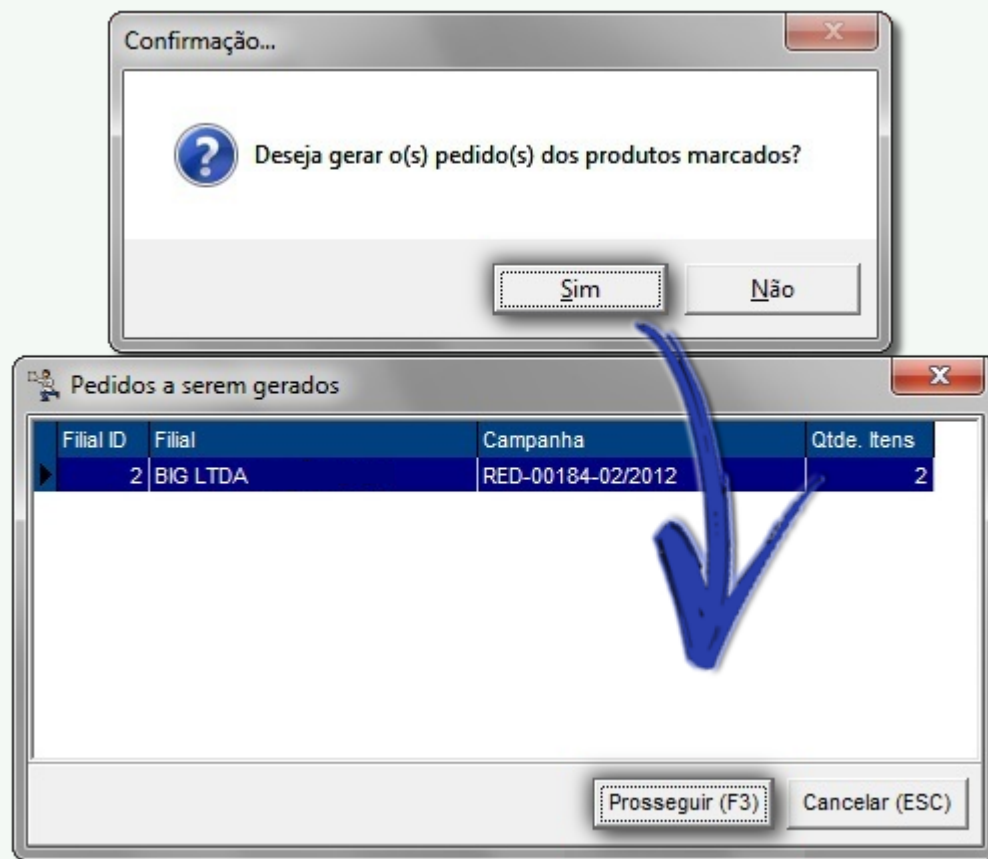 Confirmação...
Deseja gerar o(s) pedido(s) dos produtos marcados?
Sim Não
Pedidos a serem gerados
Filial ID Filial Campanha Qtde. Itens
2 BIG LTDA RED-00184-02/2012 2
Prosseguir (F3) Cancelar (ESC)